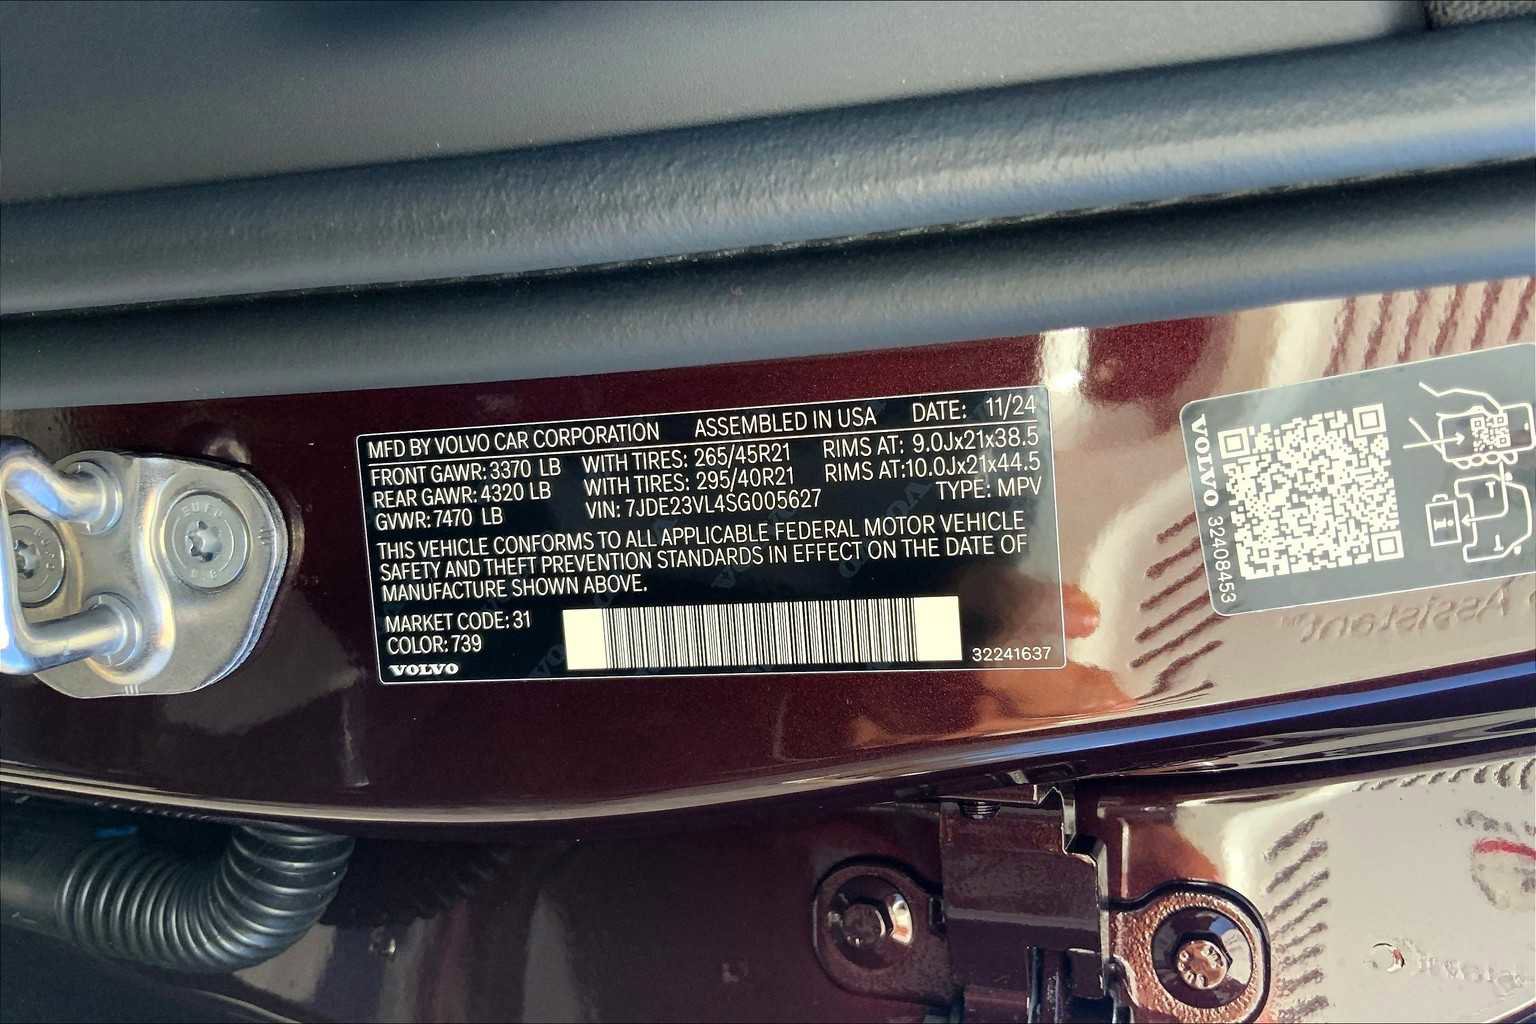 MFD BY VOLVO CAR CORPORATION ASSEMBLED IN USA DATE: 11/24
FRONT GAWR: 3370 LB WITH TIRES: 265/45R21 RIMS AT: 9.0Jx21x38.5
REAR GAWR: 4320 LB WITH TIRES: 295/40R21 RIMS AT:10.0Jx21x44.5
GVWR: 7470 LB VIN: 7JDE23VL4SG005627 TYPE: MPV
THIS VEHICLE CONFORMS TO ALL APPLICABLE FEDERAL MOTOR VEHICLE
SAFETY AND THEFT PREVENTION STANDARDS IN EFFECT ON THE DATE OF
MANUFACTURE SHOWN ABOVE.
MARKET CODE: 31
COLOR: 739
VOLVO
32241637
VOLVO 32408453
Assistant